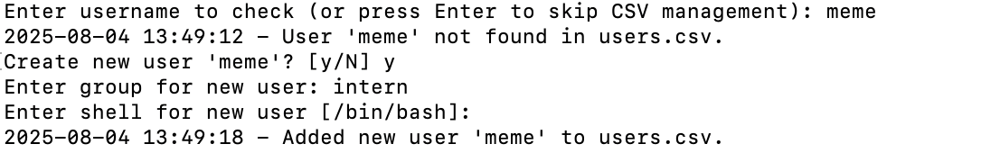 Enter username to check (or press Enter to skip CSV management): meme
2025-08-04 13:49:12 - User 'meme' not found in users.csv.
Create new user 'meme'? [y/N] y
Enter group for new user: intern
Enter shell for new user [/bin/bash]:
2025-08-04 13:49:18 - Added new user 'meme' to users.csv.